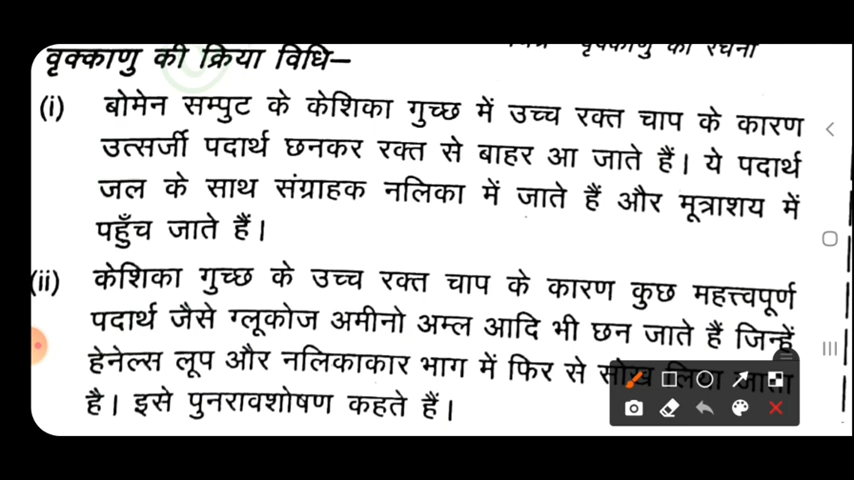 चित्र - वृक्काणु की रचना
वृक्काणु की क्रिया विधि–
(i) बोमेन सम्पुट के केशिका गुच्छ में उच्च रक्त चाप के कारण
उत्सर्जी पदार्थ छनकर रक्त से बाहर आ जाते हैं। ये पदार्थ
जल के साथ संग्राहक नलिका में जाते हैं और मूत्राशय में
पहुँच जाते हैं।
(ii) केशिका गुच्छ के उच्च रक्त चाप के कारण कुछ महत्त्वपूर्ण
पदार्थ जैसे ग्लूकोज अमीनो अम्ल आदि भी छन जाते हैं जिन्हें
हेनेल्स लूप और नलिकाकार भाग में फिर से सोख लिया जाता
है। इसे पुनरावशोषण कहते हैं।